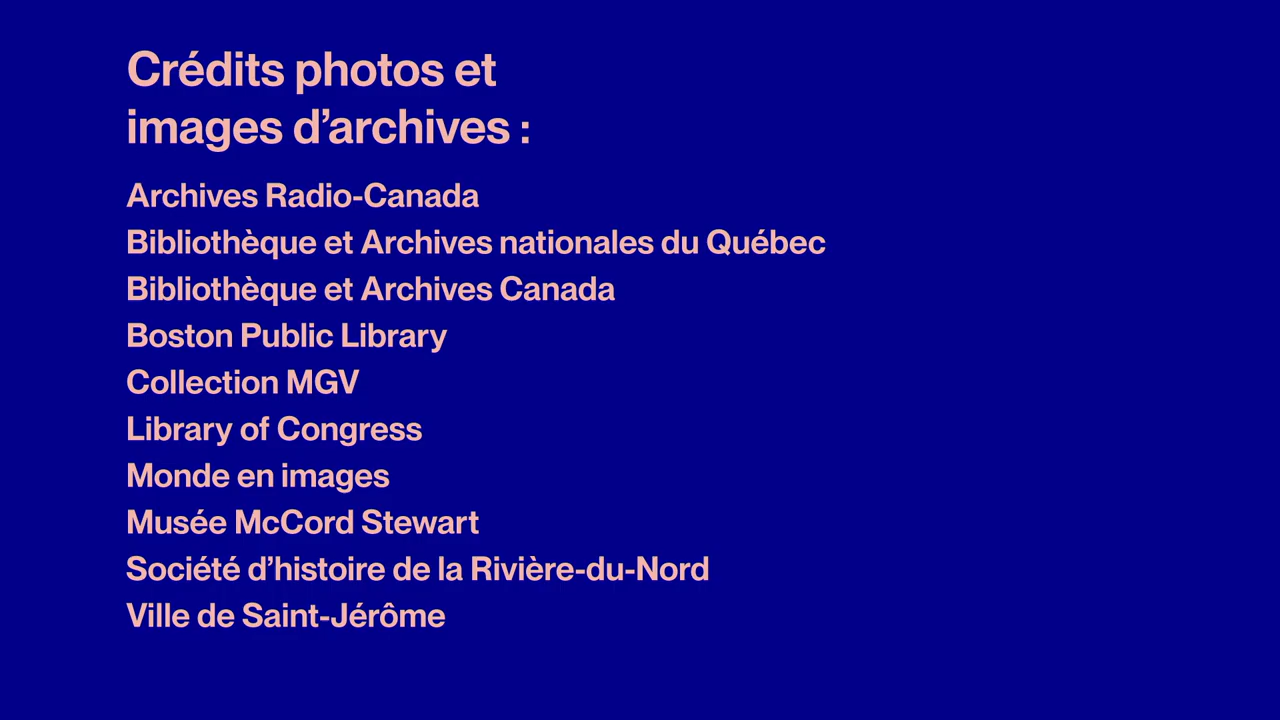 Crédits photos et
images d’archives :
Archives Radio-Canada
Bibliothèque et Archives nationales du Québec
Bibliothèque et Archives Canada
Boston Public Library
Collection MGV
Library of Congress
Monde en images
Musée McCord Stewart
Société d’histoire de la Rivière-du-Nord
Ville de Saint-Jérôme